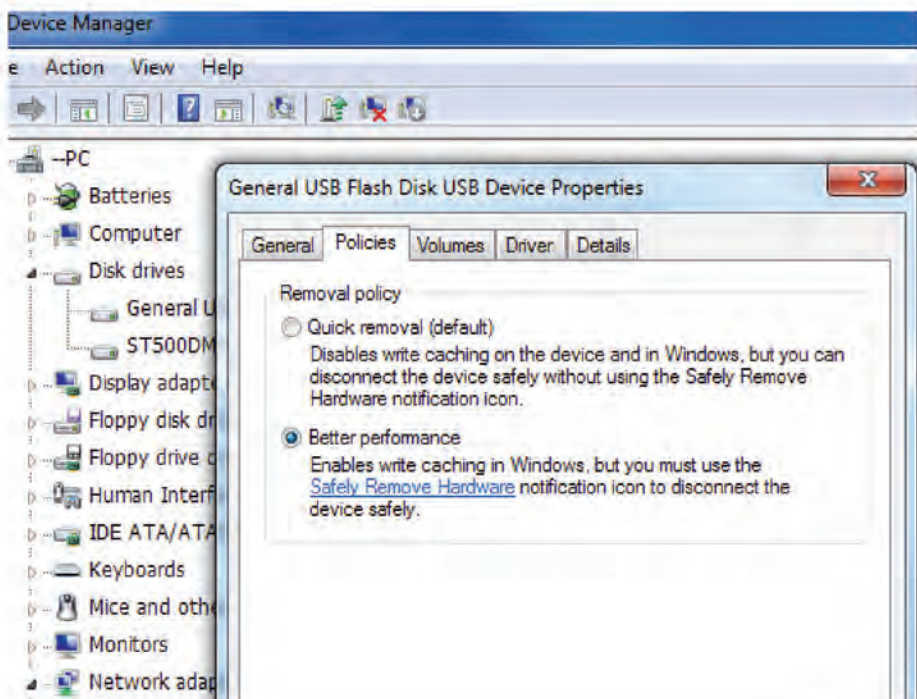 Device Manager
e Action View Help
--PC
Batteries
Computer
Disk drives
General U
ST500DM
Display adapte
Floppy disk dr
Floppy drive c
Human Interf
IDE ATA/ATA
Keyboards
Mice and othe
Monitors
Network adap
General USB Flash Disk USB Device Properties
General Policies Volumes Driver Details
Removal policy
Quick removal (default)
Disables write caching on the device and in Windows, but you can
disconnect the device safely without using the Safely Remove
Hardware notification icon.
Better performance
Enables write caching in Windows, but you must use the
Safely Remove Hardware notification icon to disconnect the
device safely.